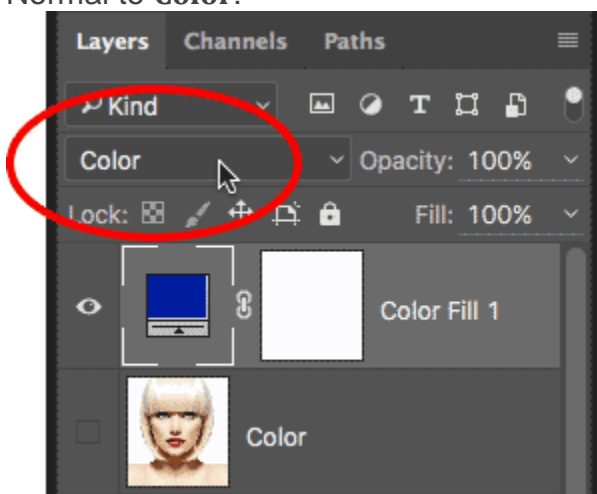 Normal to Color.
Layers Channels Paths
Kind T
Color Opacity: 100%
Lock: Fill: 100%
Color Fill 1
Color